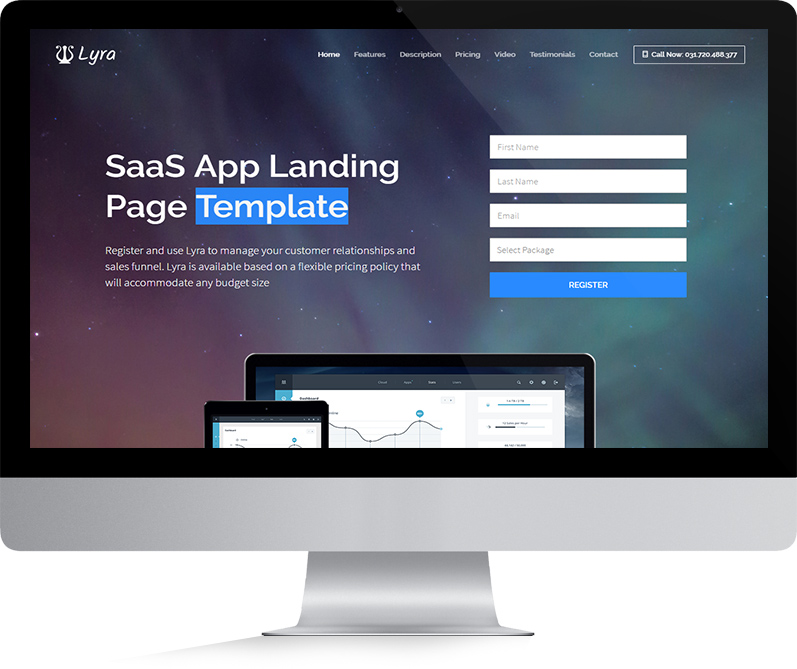 Lyra
Home Features Description Pricing Video Testimonials Contact Call Now: 031.720.488.377
SaaS App Landing
Page Template
Register and use Lyra to manage your customer relationships and
sales funnel. Lyra is available based on a flexible pricing policy that
will accommodate any budget size
First Name
Last Name
Email
Select Package
REGISTER
Dashboard